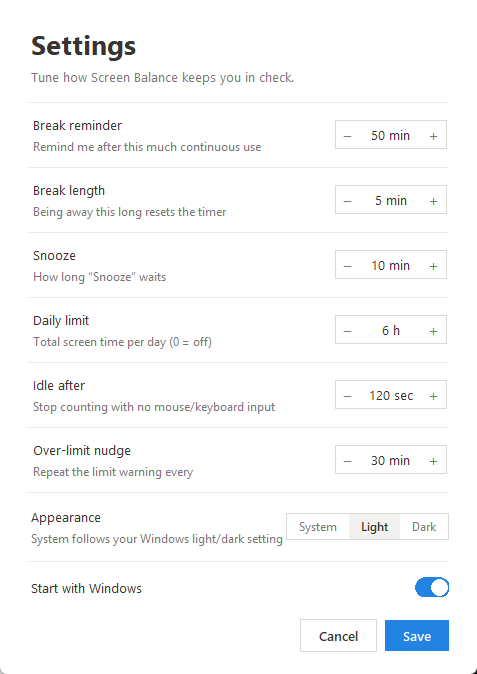 Settings
Tune how Screen Balance keeps you in check.
Break reminder
Remind me after this much continuous use
− 50 min +
Break length
Being away this long resets the timer
− 5 min +
Snooze
How long “Snooze” waits
− 10 min +
Daily limit
Total screen time per day (0 = off)
− 6 h +
Idle after
Stop counting with no mouse/keyboard input
− 120 sec +
Over-limit nudge
Repeat the limit warning every
− 30 min +
Appearance
System follows your Windows light/dark setting
System Light Dark
Start with Windows
Cancel Save